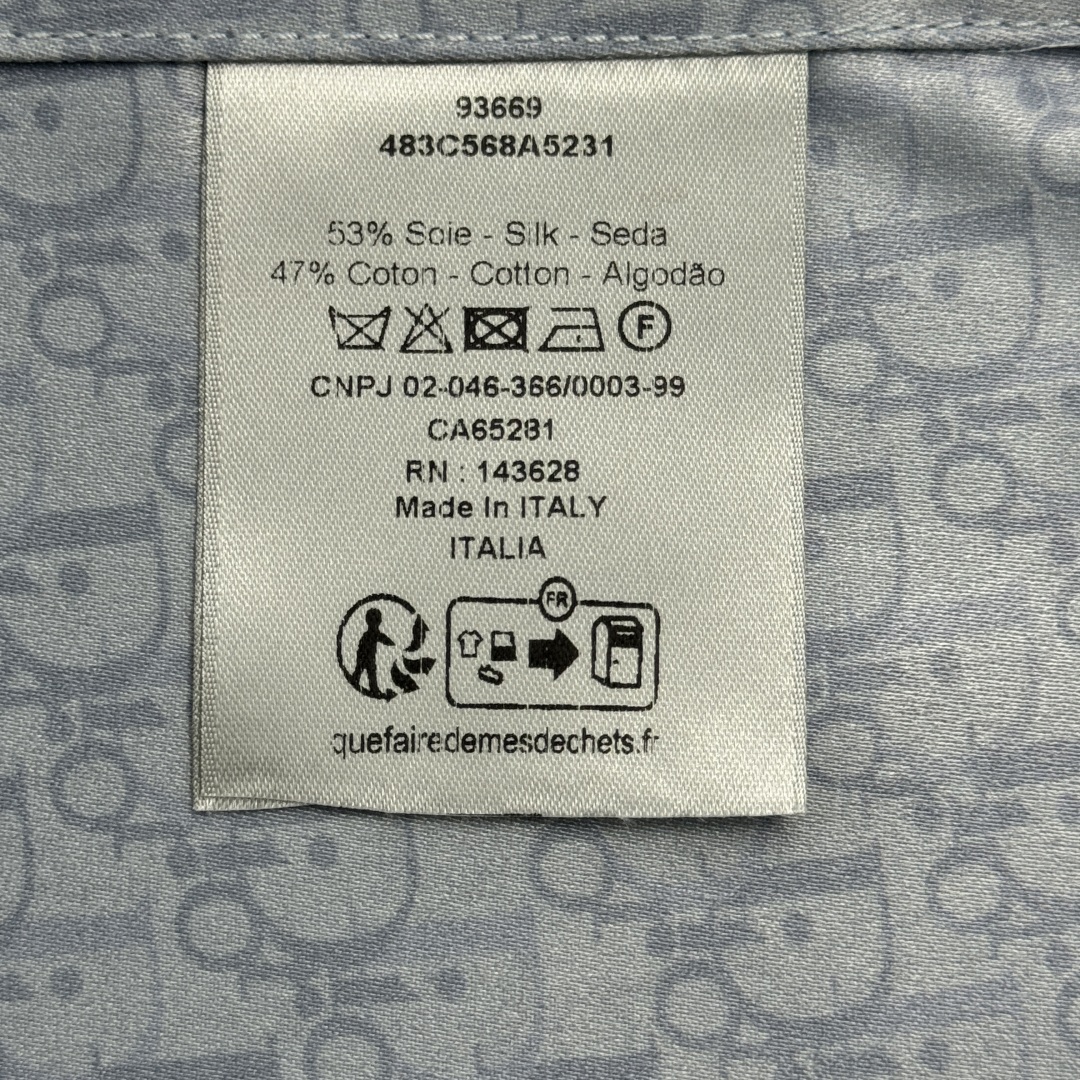 93669
483C568A5231
53% Soie - Silk - Seda
47% Coton - Cotton - Algodão
F
CNPJ 02-046-366/0003-99
CA65281
RN : 143628
Made In ITALY
ITALIA
FR
quefairedemesdechets.fr